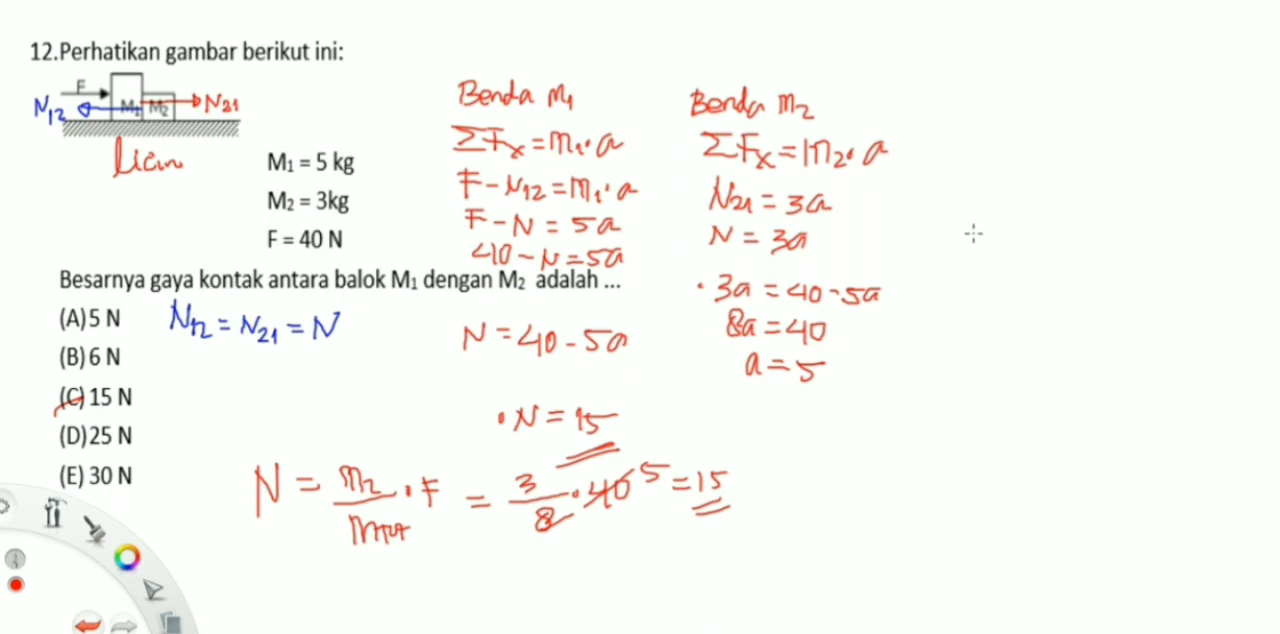 12.Perhatikan gambar berikut ini:
F
N12
M1 M2
N21
licin
M1 = 5 kg
M2 = 3kg
F = 40 N
Besarnya gaya kontak antara balok M1 dengan M2 adalah ...
(A) 5 N
(B) 6 N
(C) 15 N
(D) 25 N
(E) 30 N
N12 = N21 = N
Benda m1
ΣFx = m1.a
F - N12 = m1.a
F - N = 5a
40 - N = 5a
N = 40 - 5a
Benda m2
ΣFx = m2.a
N21 = 3a
N = 3a
• 3a = 40 - 5a
8a = 40
a = 5
• N = 15
N = m2/mtot . F = 3/8 . 40 5 = 15